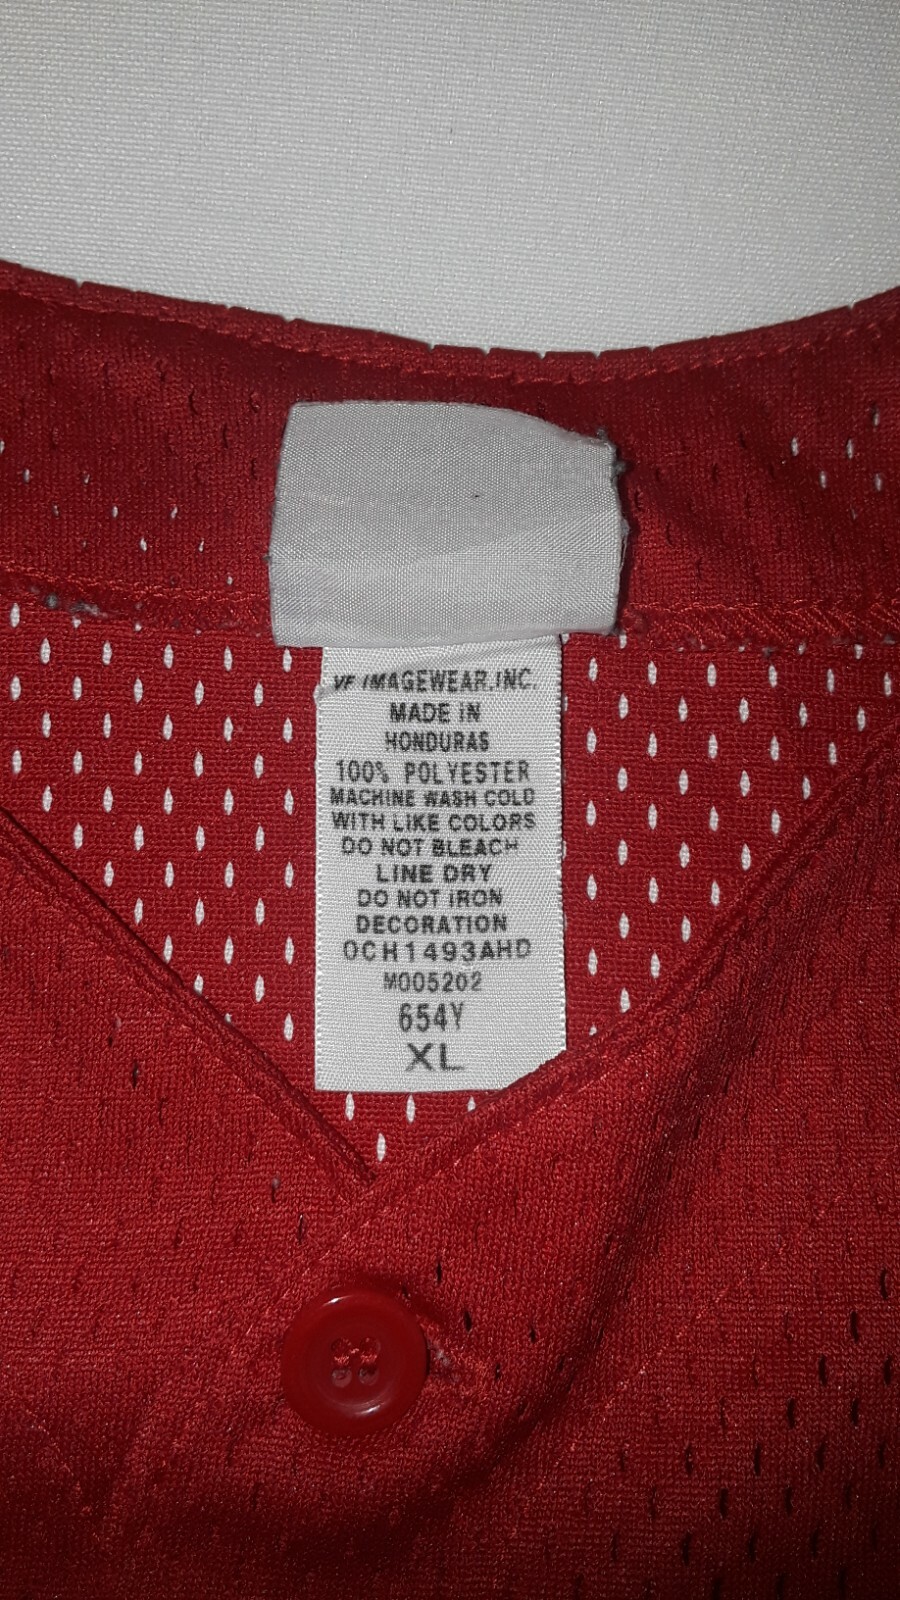 VF IMAGEWEAR,INC.
MADE IN
HONDURAS
100% POLYESTER
MACHINE WASH COLD
WITH LIKE COLORS
DO NOT BLEACH
LINE DRY
DO NOT IRON
DECORATION
OCH1493AHD
M005202
654Y
XL